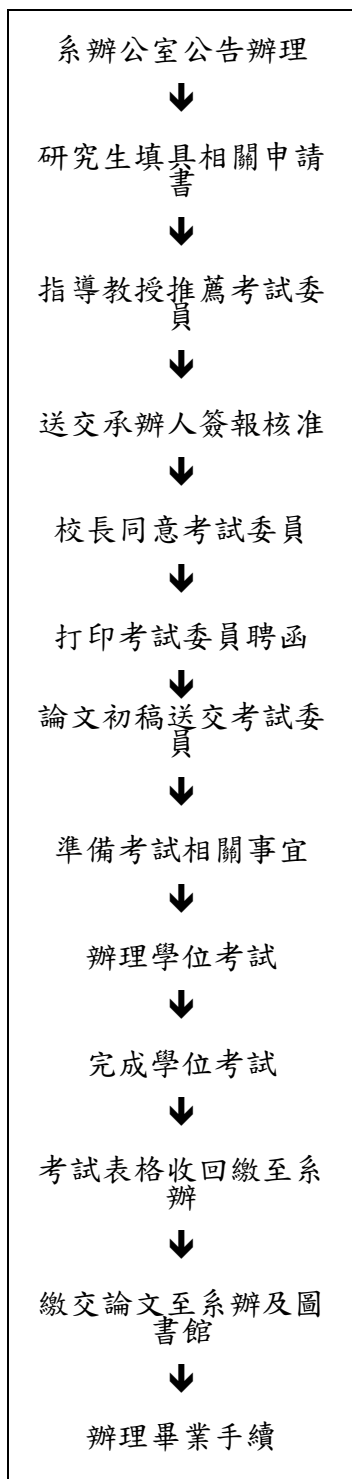 系辦公室公告辦理
研究生填具相關申請
書
指導教授推薦考試委
員
送交承辦人簽報核准
校長同意考試委員
打印考試委員聘函
論文初稿送交考試委
員
準備考試相關事宜
辦理學位考試
完成學位考試
考試表格收回繳至系
辦
繳交論文至系辦及圖
書館
辦理畢業手續